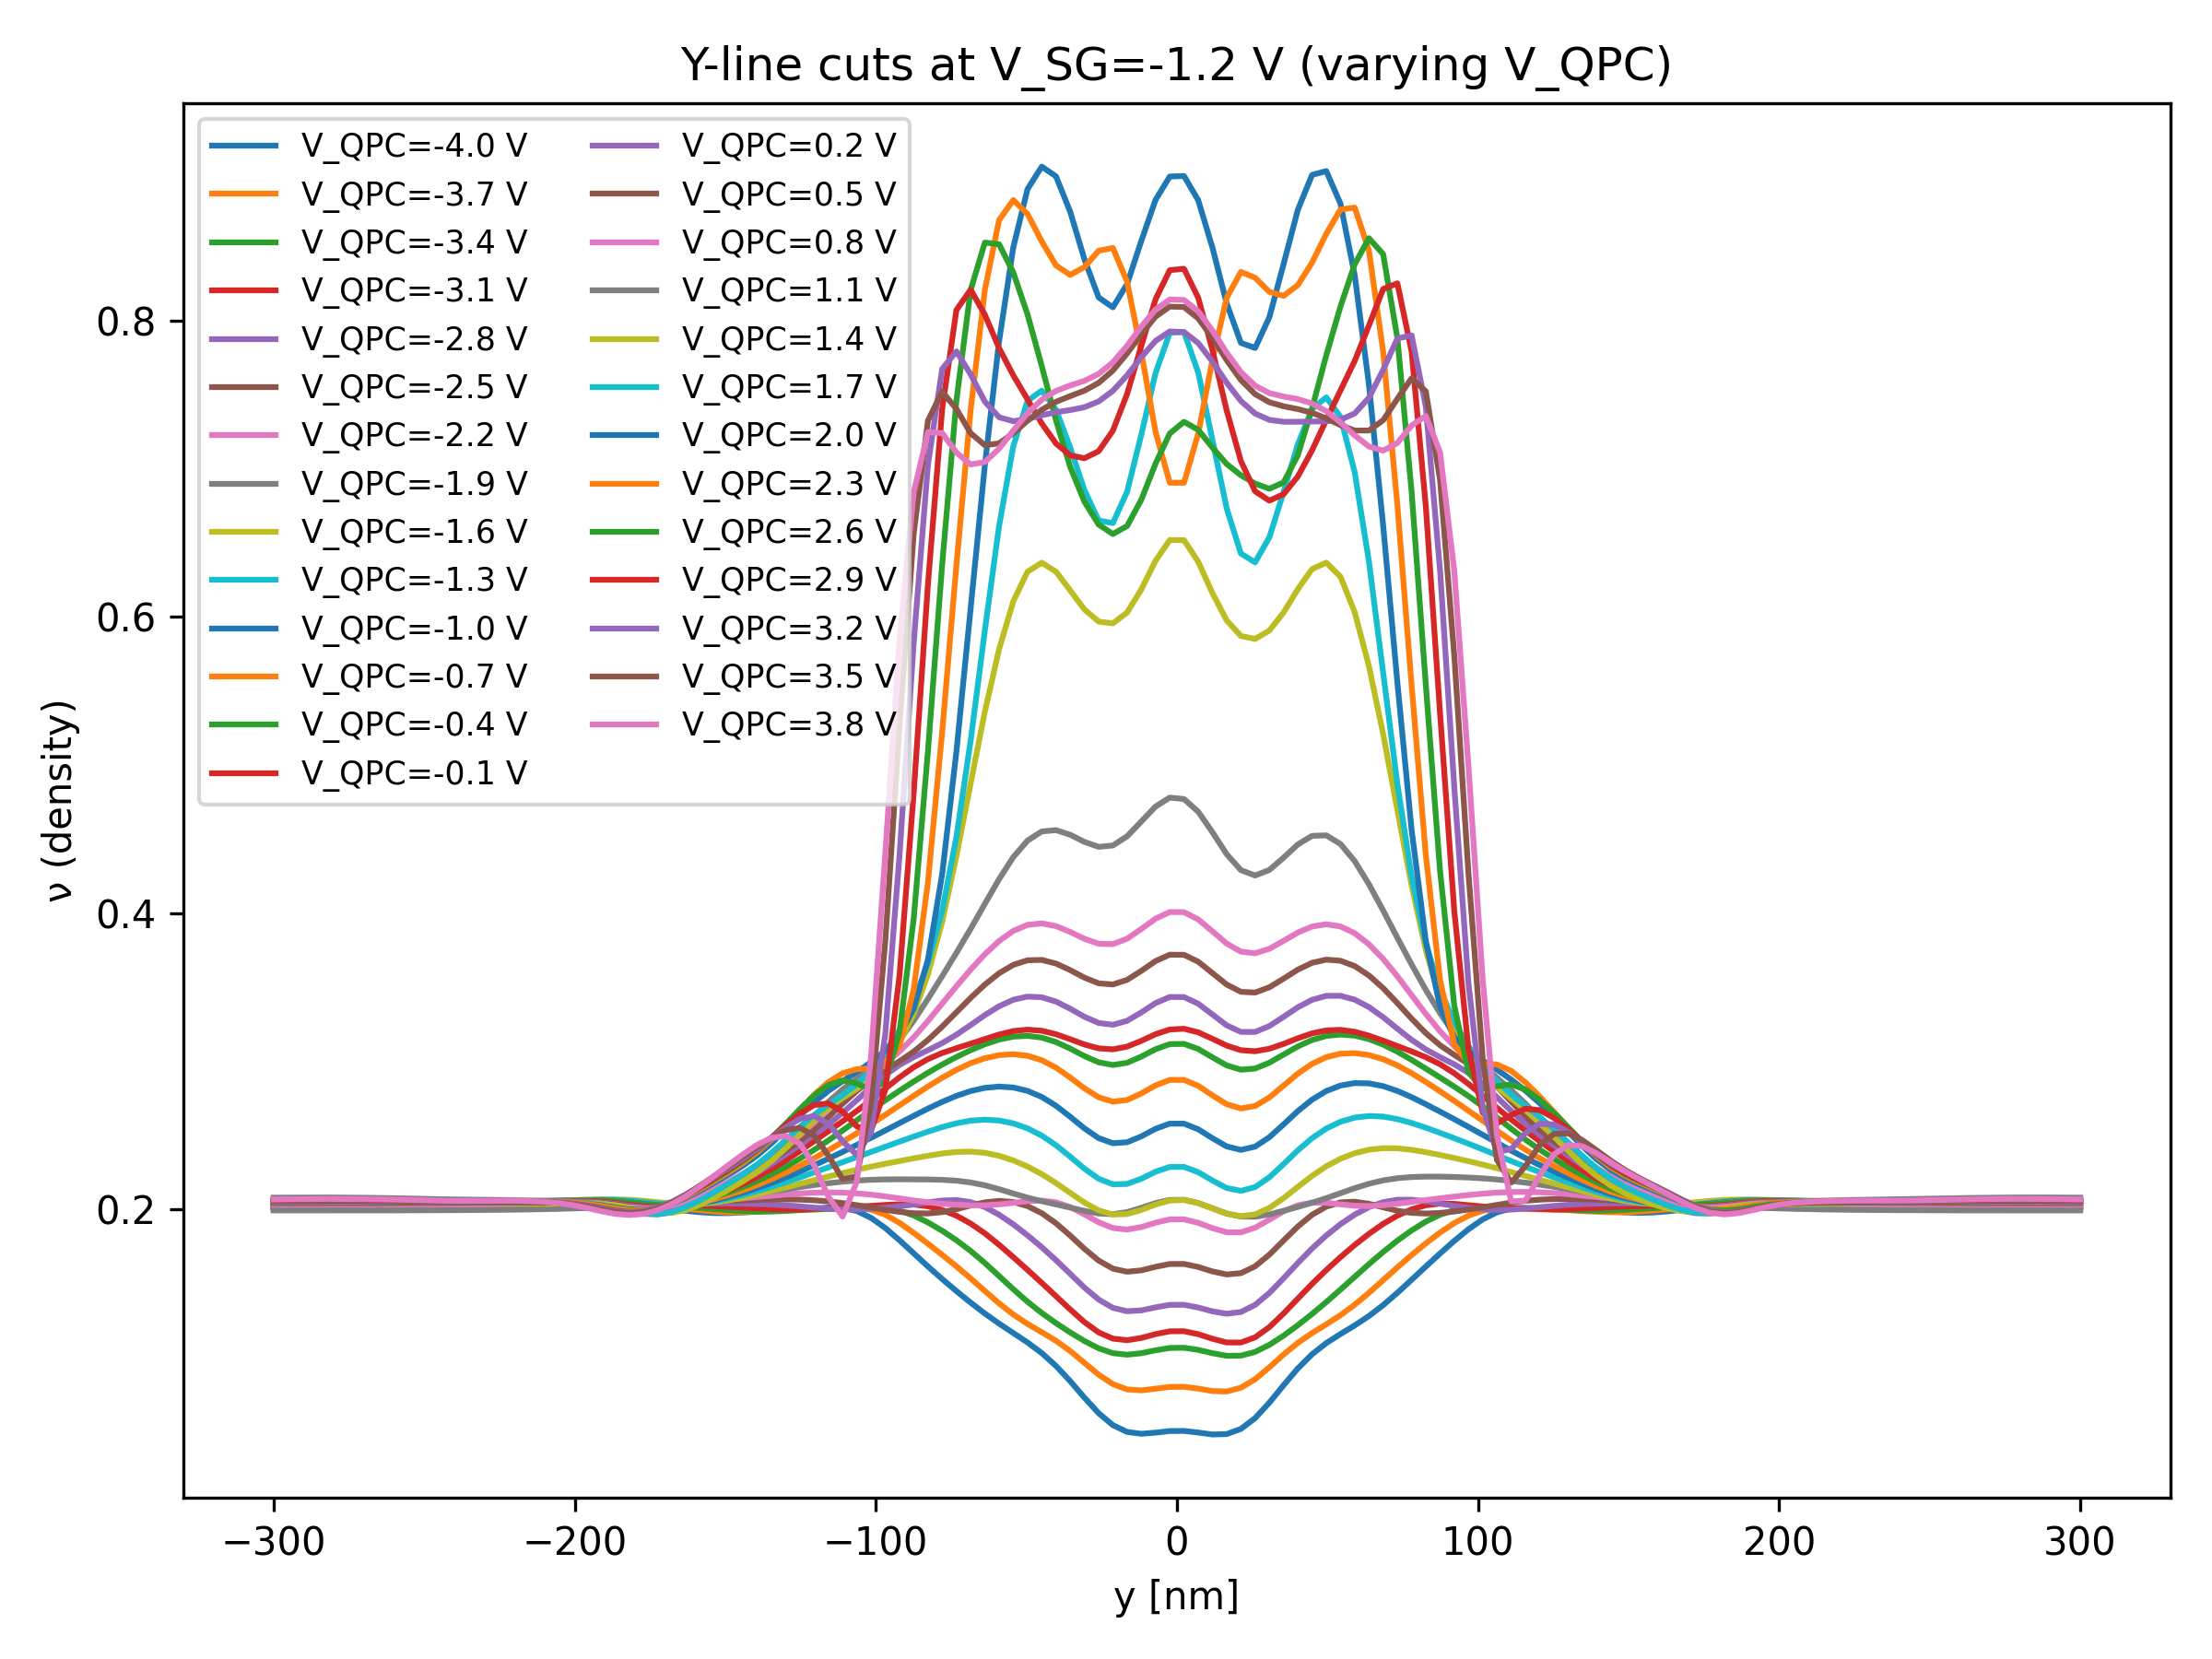 Y-line cuts at V_SG=-1.2 V (varying V_QPC)
V_QPC=-4.0 V
V_QPC=-3.7 V
V_QPC=-3.4 V
V_QPC=-3.1 V
V_QPC=-2.8 V
V_QPC=-2.5 V
V_QPC=-2.2 V
V_QPC=-1.9 V
V_QPC=-1.6 V
V_QPC=-1.3 V
V_QPC=-1.0 V
V_QPC=-0.7 V
V_QPC=-0.4 V
V_QPC=-0.1 V
V_QPC=0.2 V
V_QPC=0.5 V
V_QPC=0.8 V
V_QPC=1.1 V
V_QPC=1.4 V
V_QPC=1.7 V
V_QPC=2.0 V
V_QPC=2.3 V
V_QPC=2.6 V
V_QPC=2.9 V
V_QPC=3.2 V
V_QPC=3.5 V
V_QPC=3.8 V
ν (density)
0.8
0.6
0.4
0.2
−300
−200
−100
0
100
200
300
y [nm]